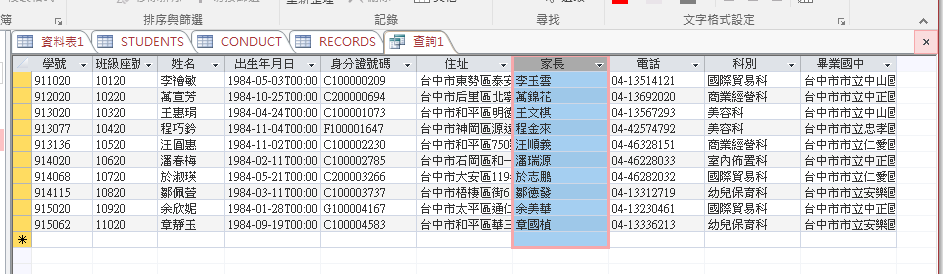 簿 排序與篩選 記錄 尋找 文字格式設定
資料表1 STUDENTS CONDUCT RECORDS 查詢1
學號 班級座號 姓名 出生年月日 身分證號碼 住址 家長 電話 科別 畢業國中
911020 10120 李禬敏 1984-05-03T00:00 C100000209 台中市東勢區泰安 李玉雲 04-13514121 國際貿易科 台中市市立中山國
912020 10220 萬宣芳 1984-10-25T00:00 C200000694 台中市后里區北 萬錦花 04-13692020 商業經營科 台中市市立中正國
913020 10320 王惠琄 1984-04-24T00:00 C100001073 台中市和平區明德 王文棋 04-13567293 美容科 台中市市立中山國
913077 10420 程巧鈴 1984-11-04T00:00 F100001647 台中市神岡區源 程金來 04-42574792 美容科 台中市市立忠孝國
913136 10520 汪圓惠 1984-11-02T00:00 C100002230 台中市和平區750 汪順義 04-46328151 商業經營科 台中市市立仁愛國
914020 10620 潘春梅 1984-02-11T00:00 C100002785 台中市石岡區和一 潘瑞源 04-46228033 室內佈置科 台中市市立中山國
914068 10720 於淑瑛 1984-05-21T00:00 C200003266 台中市大安區119 於志鵬 04-46282032 國際貿易科 台中市市立仁愛國
914115 10820 鄒佩萱 1984-03-11T00:00 C100003737 台中市梧棲區街6 鄒德發 04-13312719 幼兒保育科 台中市市立安樂國
915020 10920 余欣妮 1984-01-28T00:00 G100004167 台中市太平區通仁 余美華 04-13230461 國際貿易科 台中市市立中正國
915062 11020 章靜玉 1984-09-19T00:00 C100004583 台中市和平區華三 章國楨 04-13336213 幼兒保育科 台中市市立安樂國